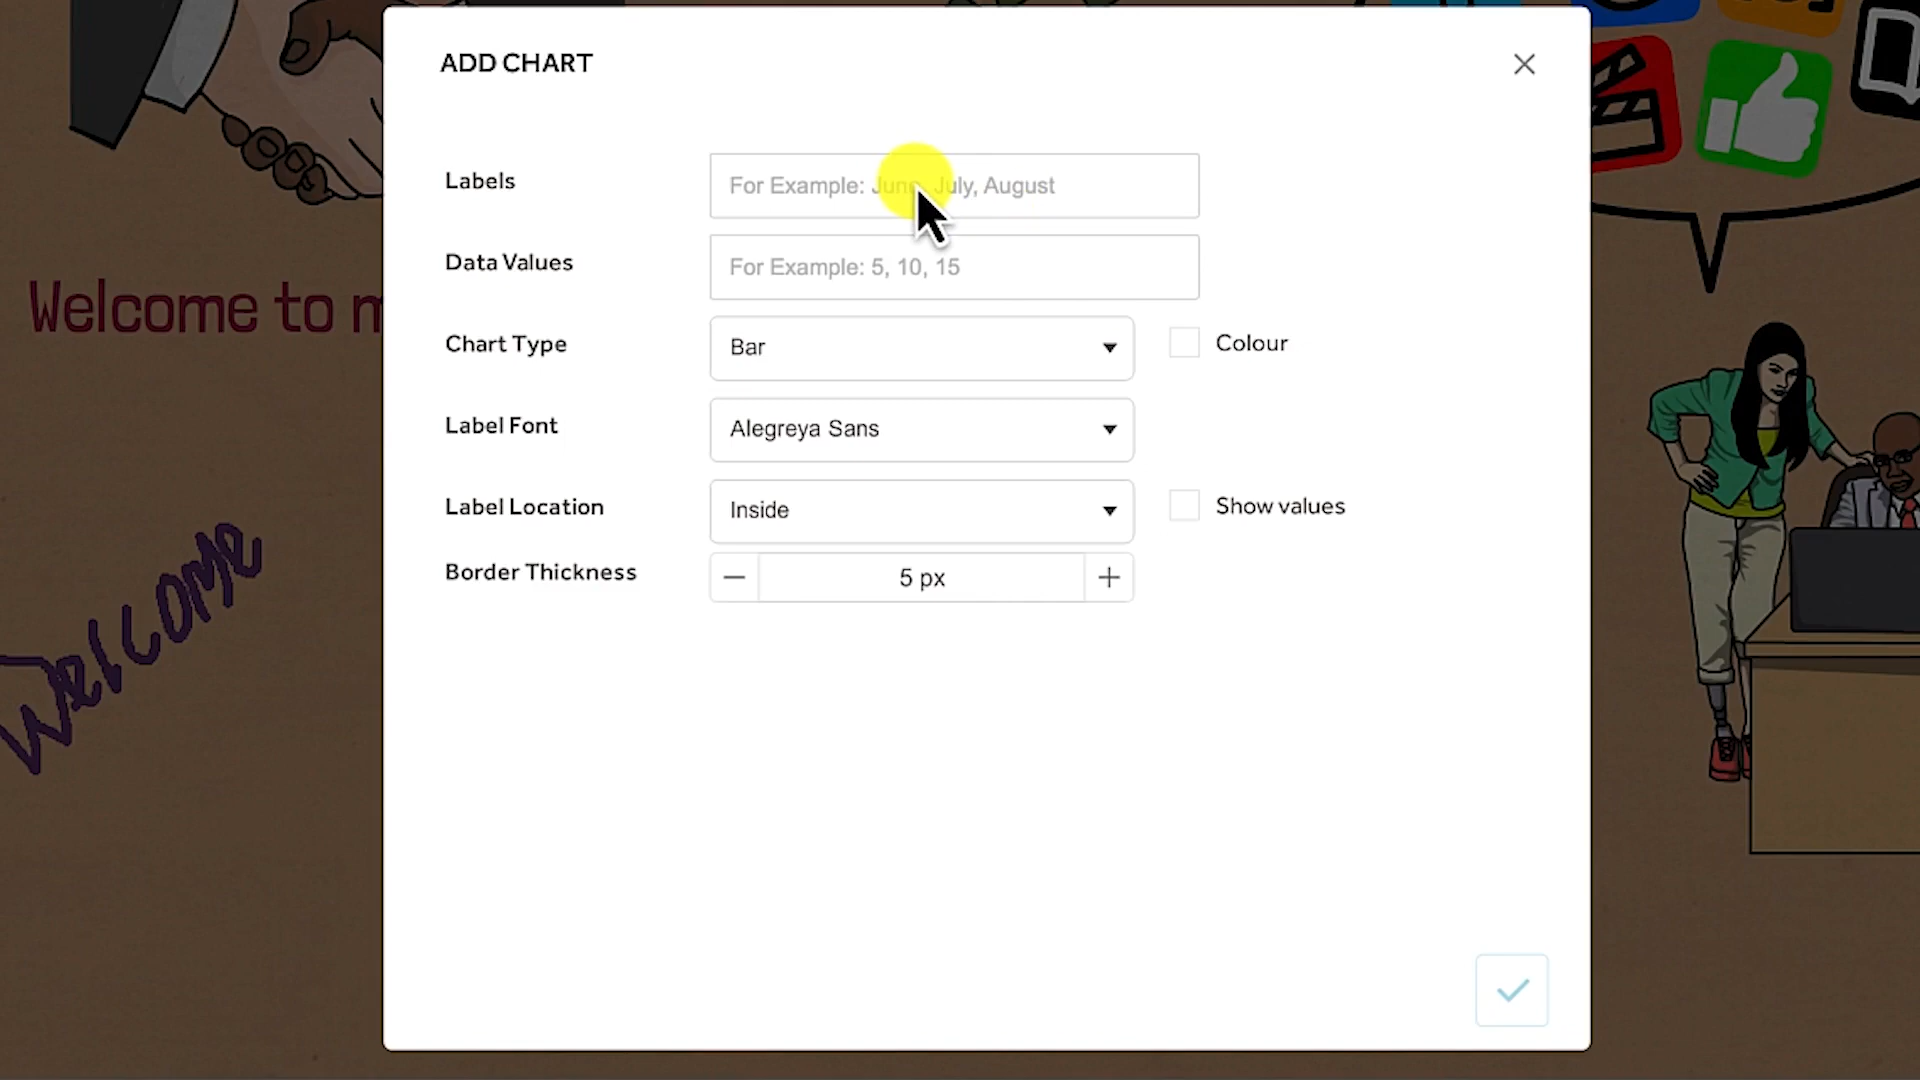 ADD CHART
Labels
For Example: June, July, August
Data Values
For Example: 5, 10, 15
Chart Type
Bar
Colour
Label Font
Alegreya Sans
Label Location
Inside
Show values
Border Thickness
5 px
Welcome to m
Welcome